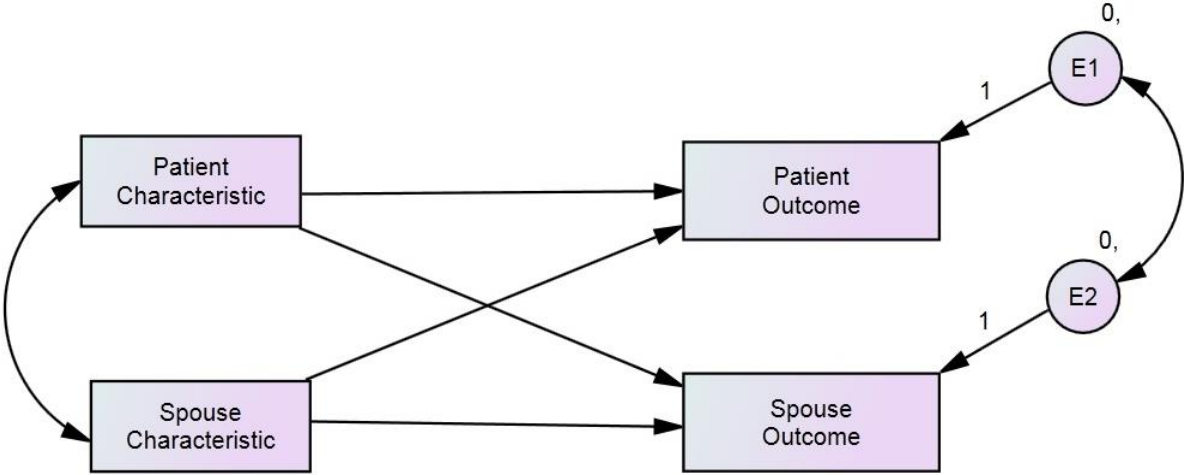 0,
E1
1
Patient
Characteristic
Patient
Outcome
0,
E2
1
Spouse
Characteristic
Spouse
Outcome